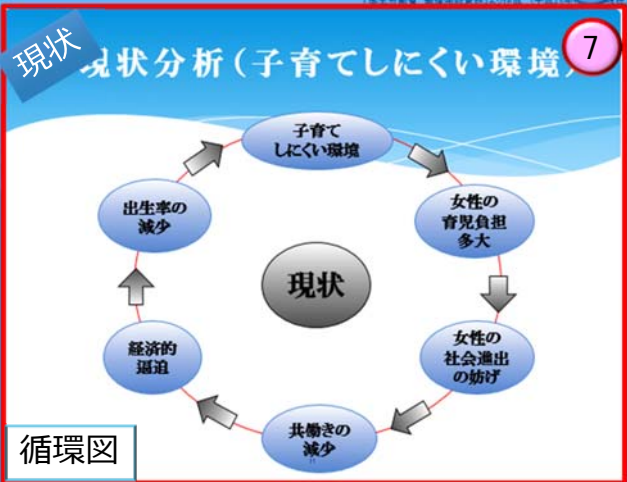 現状
現状分析(子育てしにくい環境)
7
子育て
しにくい環境
女性の
育児負担
多大
女性の
社会進出
の妨げ
共働きの
減少
経済的
逼迫
出生率の
減少
現状
循環図